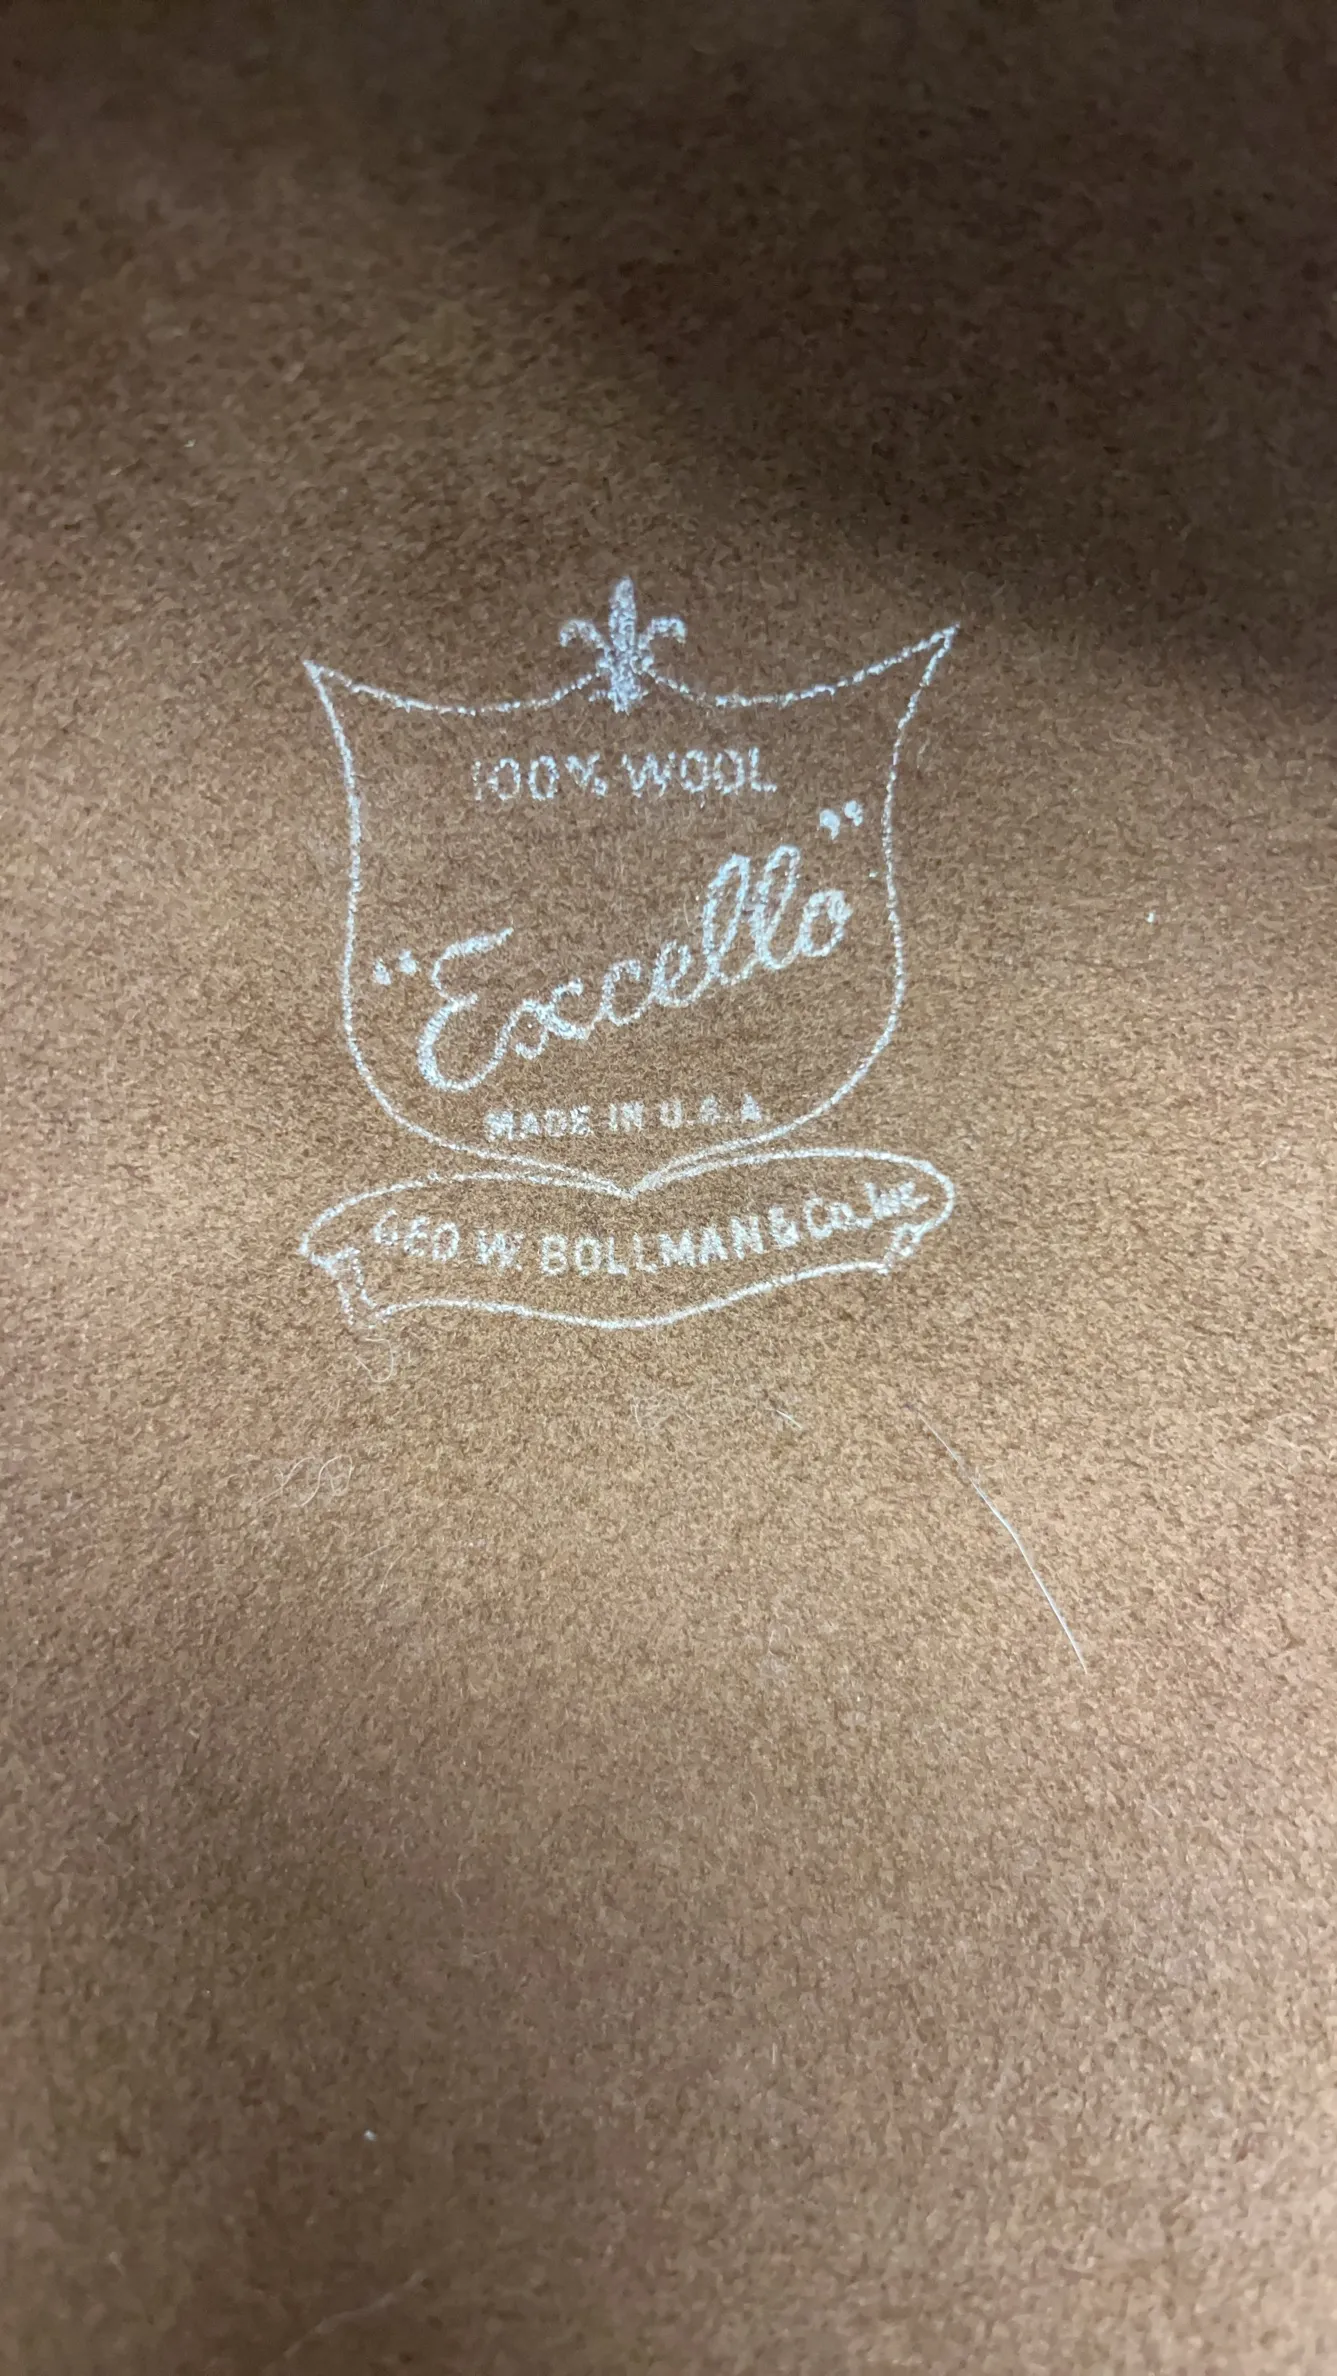 100% WOOL
"Excello"
MADE IN U.S.A.
GEO W. BOLLMAN & Co. Inc